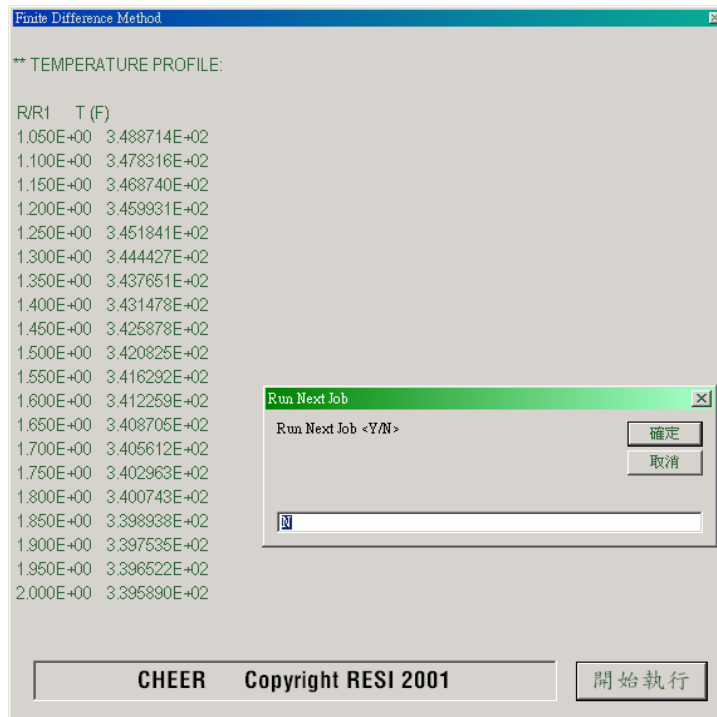 Finite Difference Method
** TEMPERATURE PROFILE:
R/R1 T (F)
1.050E+00 3.488714E+02
1.100E+00 3.478316E+02
1.150E+00 3.468740E+02
1.200E+00 3.459931E+02
1.250E+00 3.451841E+02
1.300E+00 3.444427E+02
1.350E+00 3.437651E+02
1.400E+00 3.431478E+02
1.450E+00 3.425878E+02
1.500E+00 3.420825E+02
1.550E+00 3.416292E+02
1.600E+00 3.412259E+02
1.650E+00 3.408705E+02
1.700E+00 3.405612E+02
1.750E+00 3.402963E+02
1.800E+00 3.400743E+02
1.850E+00 3.398938E+02
1.900E+00 3.397535E+02
1.950E+00 3.396522E+02
2.000E+00 3.395890E+02
Run Next Job
Run Next Job <Y/N>
確定
取消
N
CHEER Copyright RESI 2001
開始執行